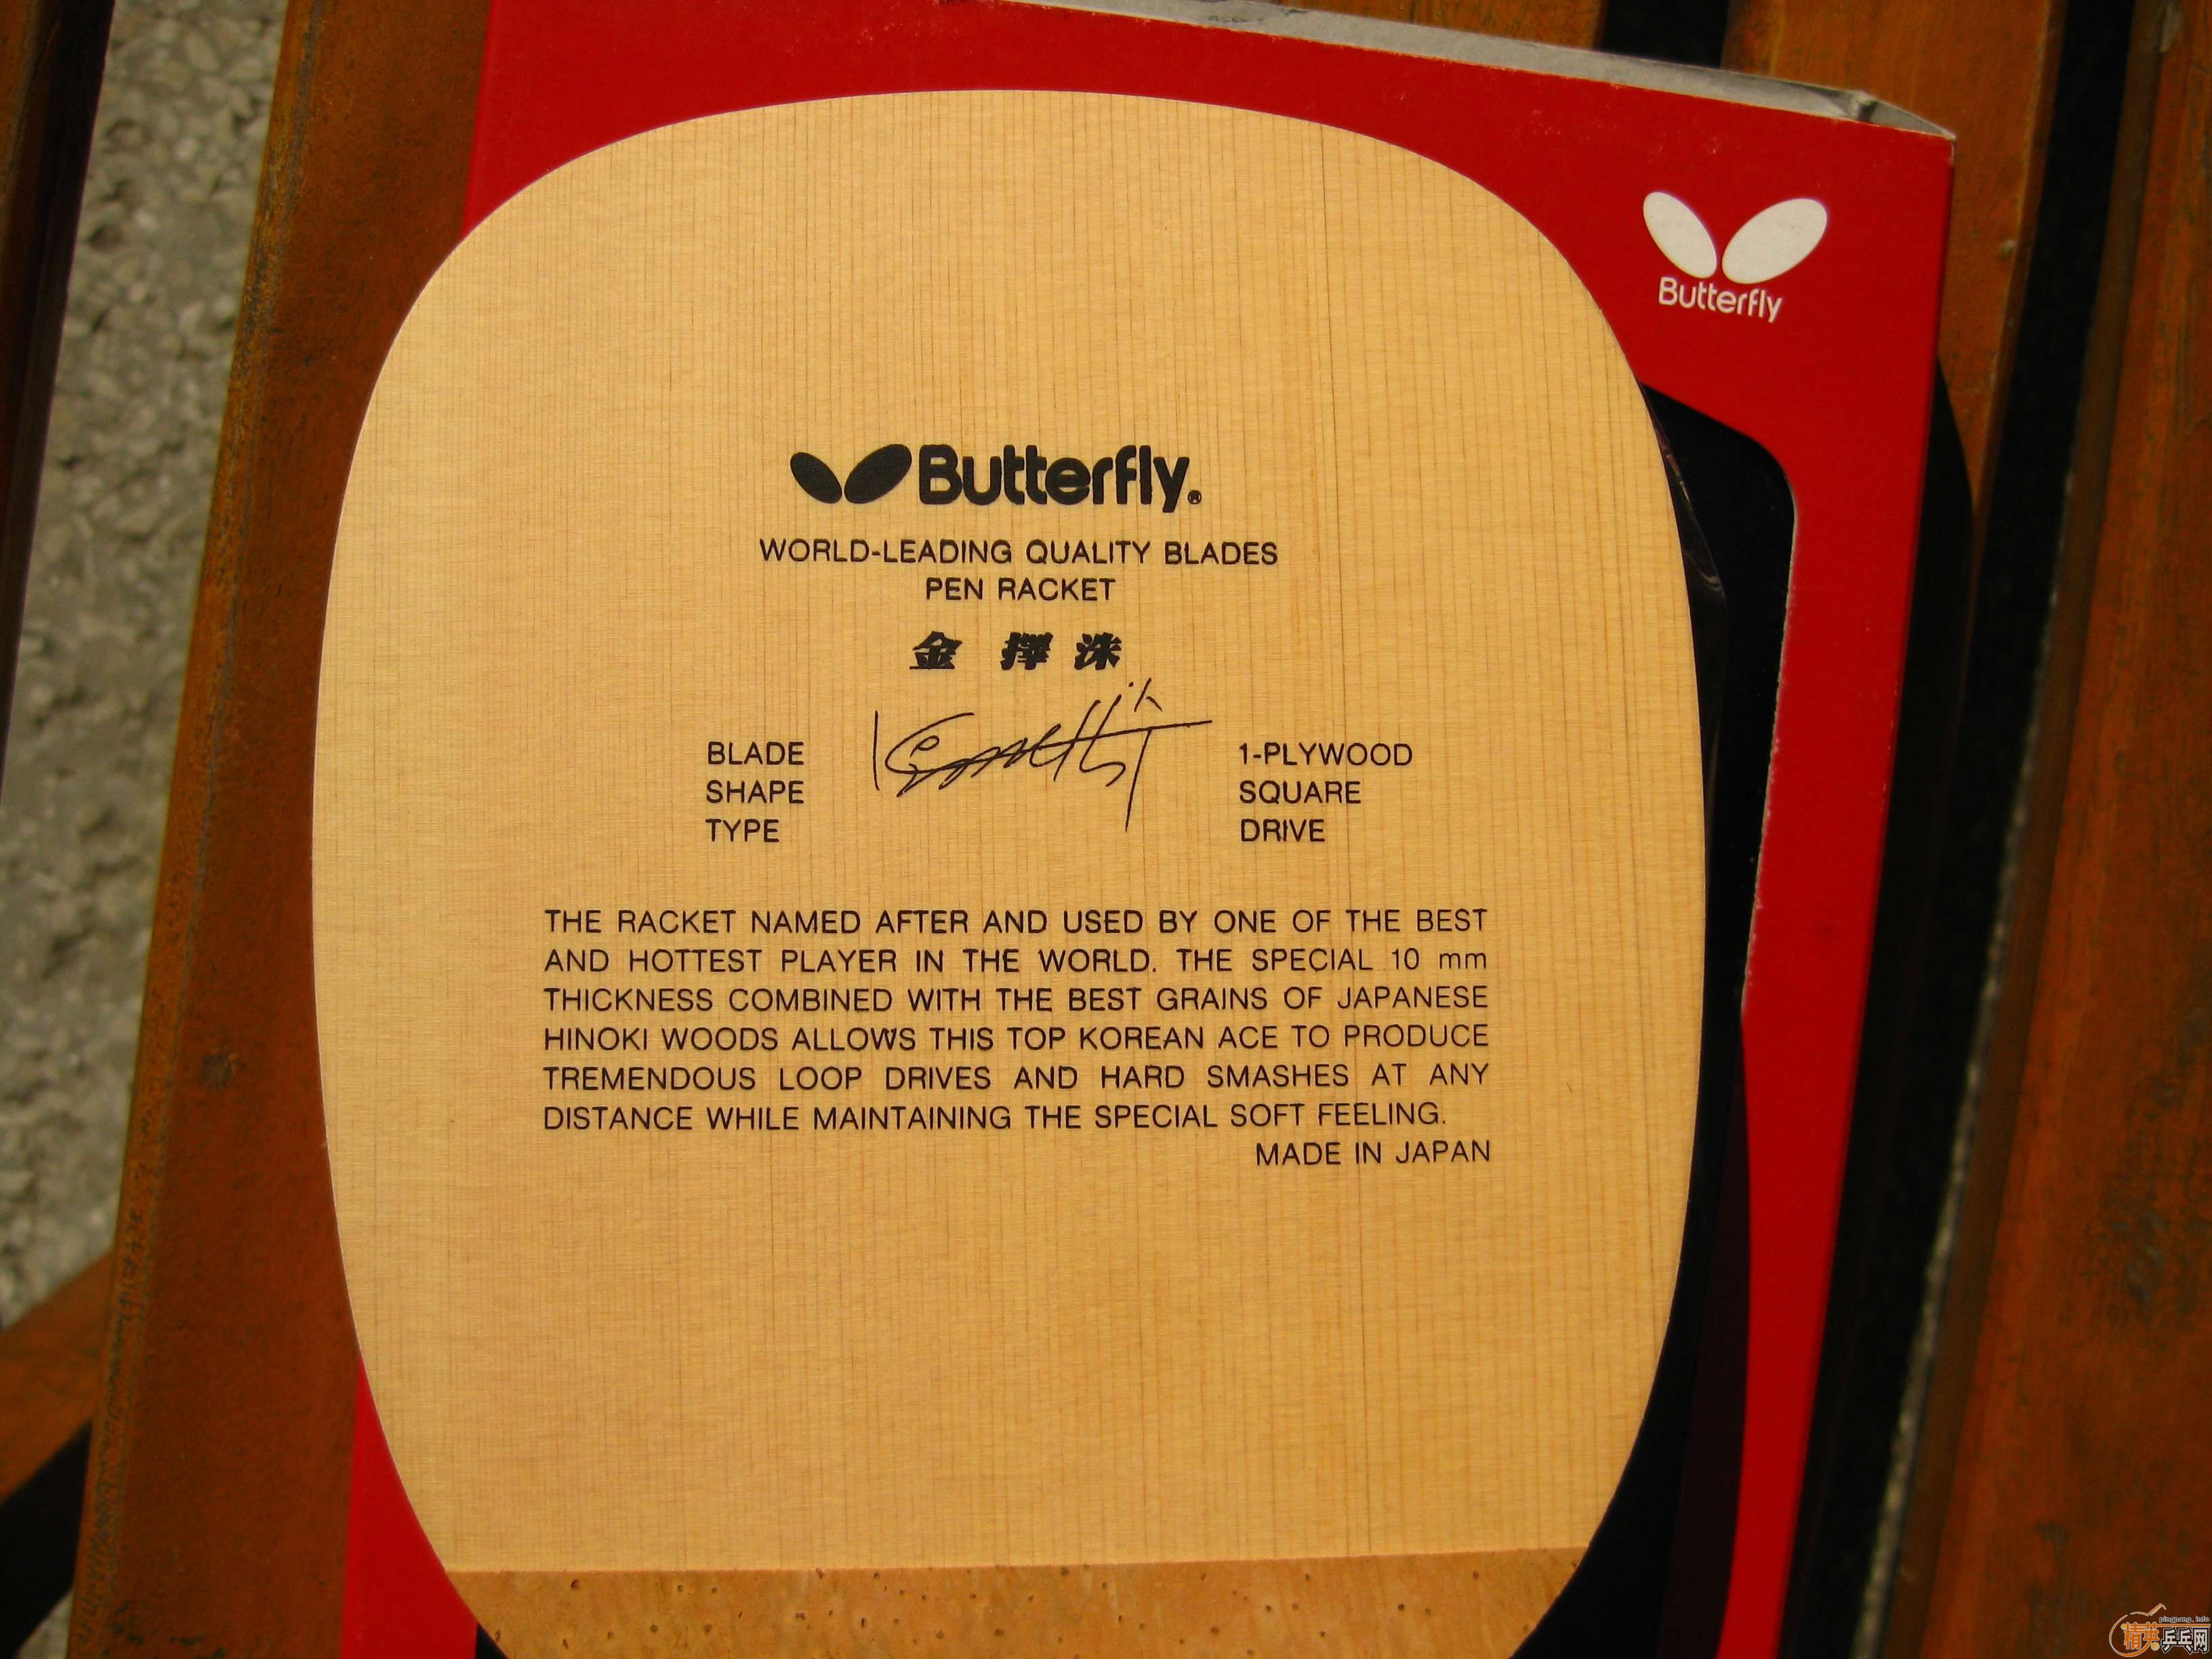 Butterfly
Butterfly®
WORLD-LEADING QUALITY BLADES
PEN RACKET
金 擇 洙
BLADE 1-PLYWOOD
SHAPE SQUARE
TYPE DRIVE
THE RACKET NAMED AFTER AND USED BY ONE OF THE BEST
AND HOTTEST PLAYER IN THE WORLD. THE SPECIAL 10 mm
THICKNESS COMBINED WITH THE BEST GRAINS OF JAPANESE
HINOKI WOODS ALLOWS THIS TOP KOREAN ACE TO PRODUCE
TREMENDOUS LOOP DRIVES AND HARD SMASHES AT ANY
DISTANCE WHILE MAINTAINING THE SPECIAL SOFT FEELING.
MADE IN JAPAN
pingpang.info
精英乒乓网